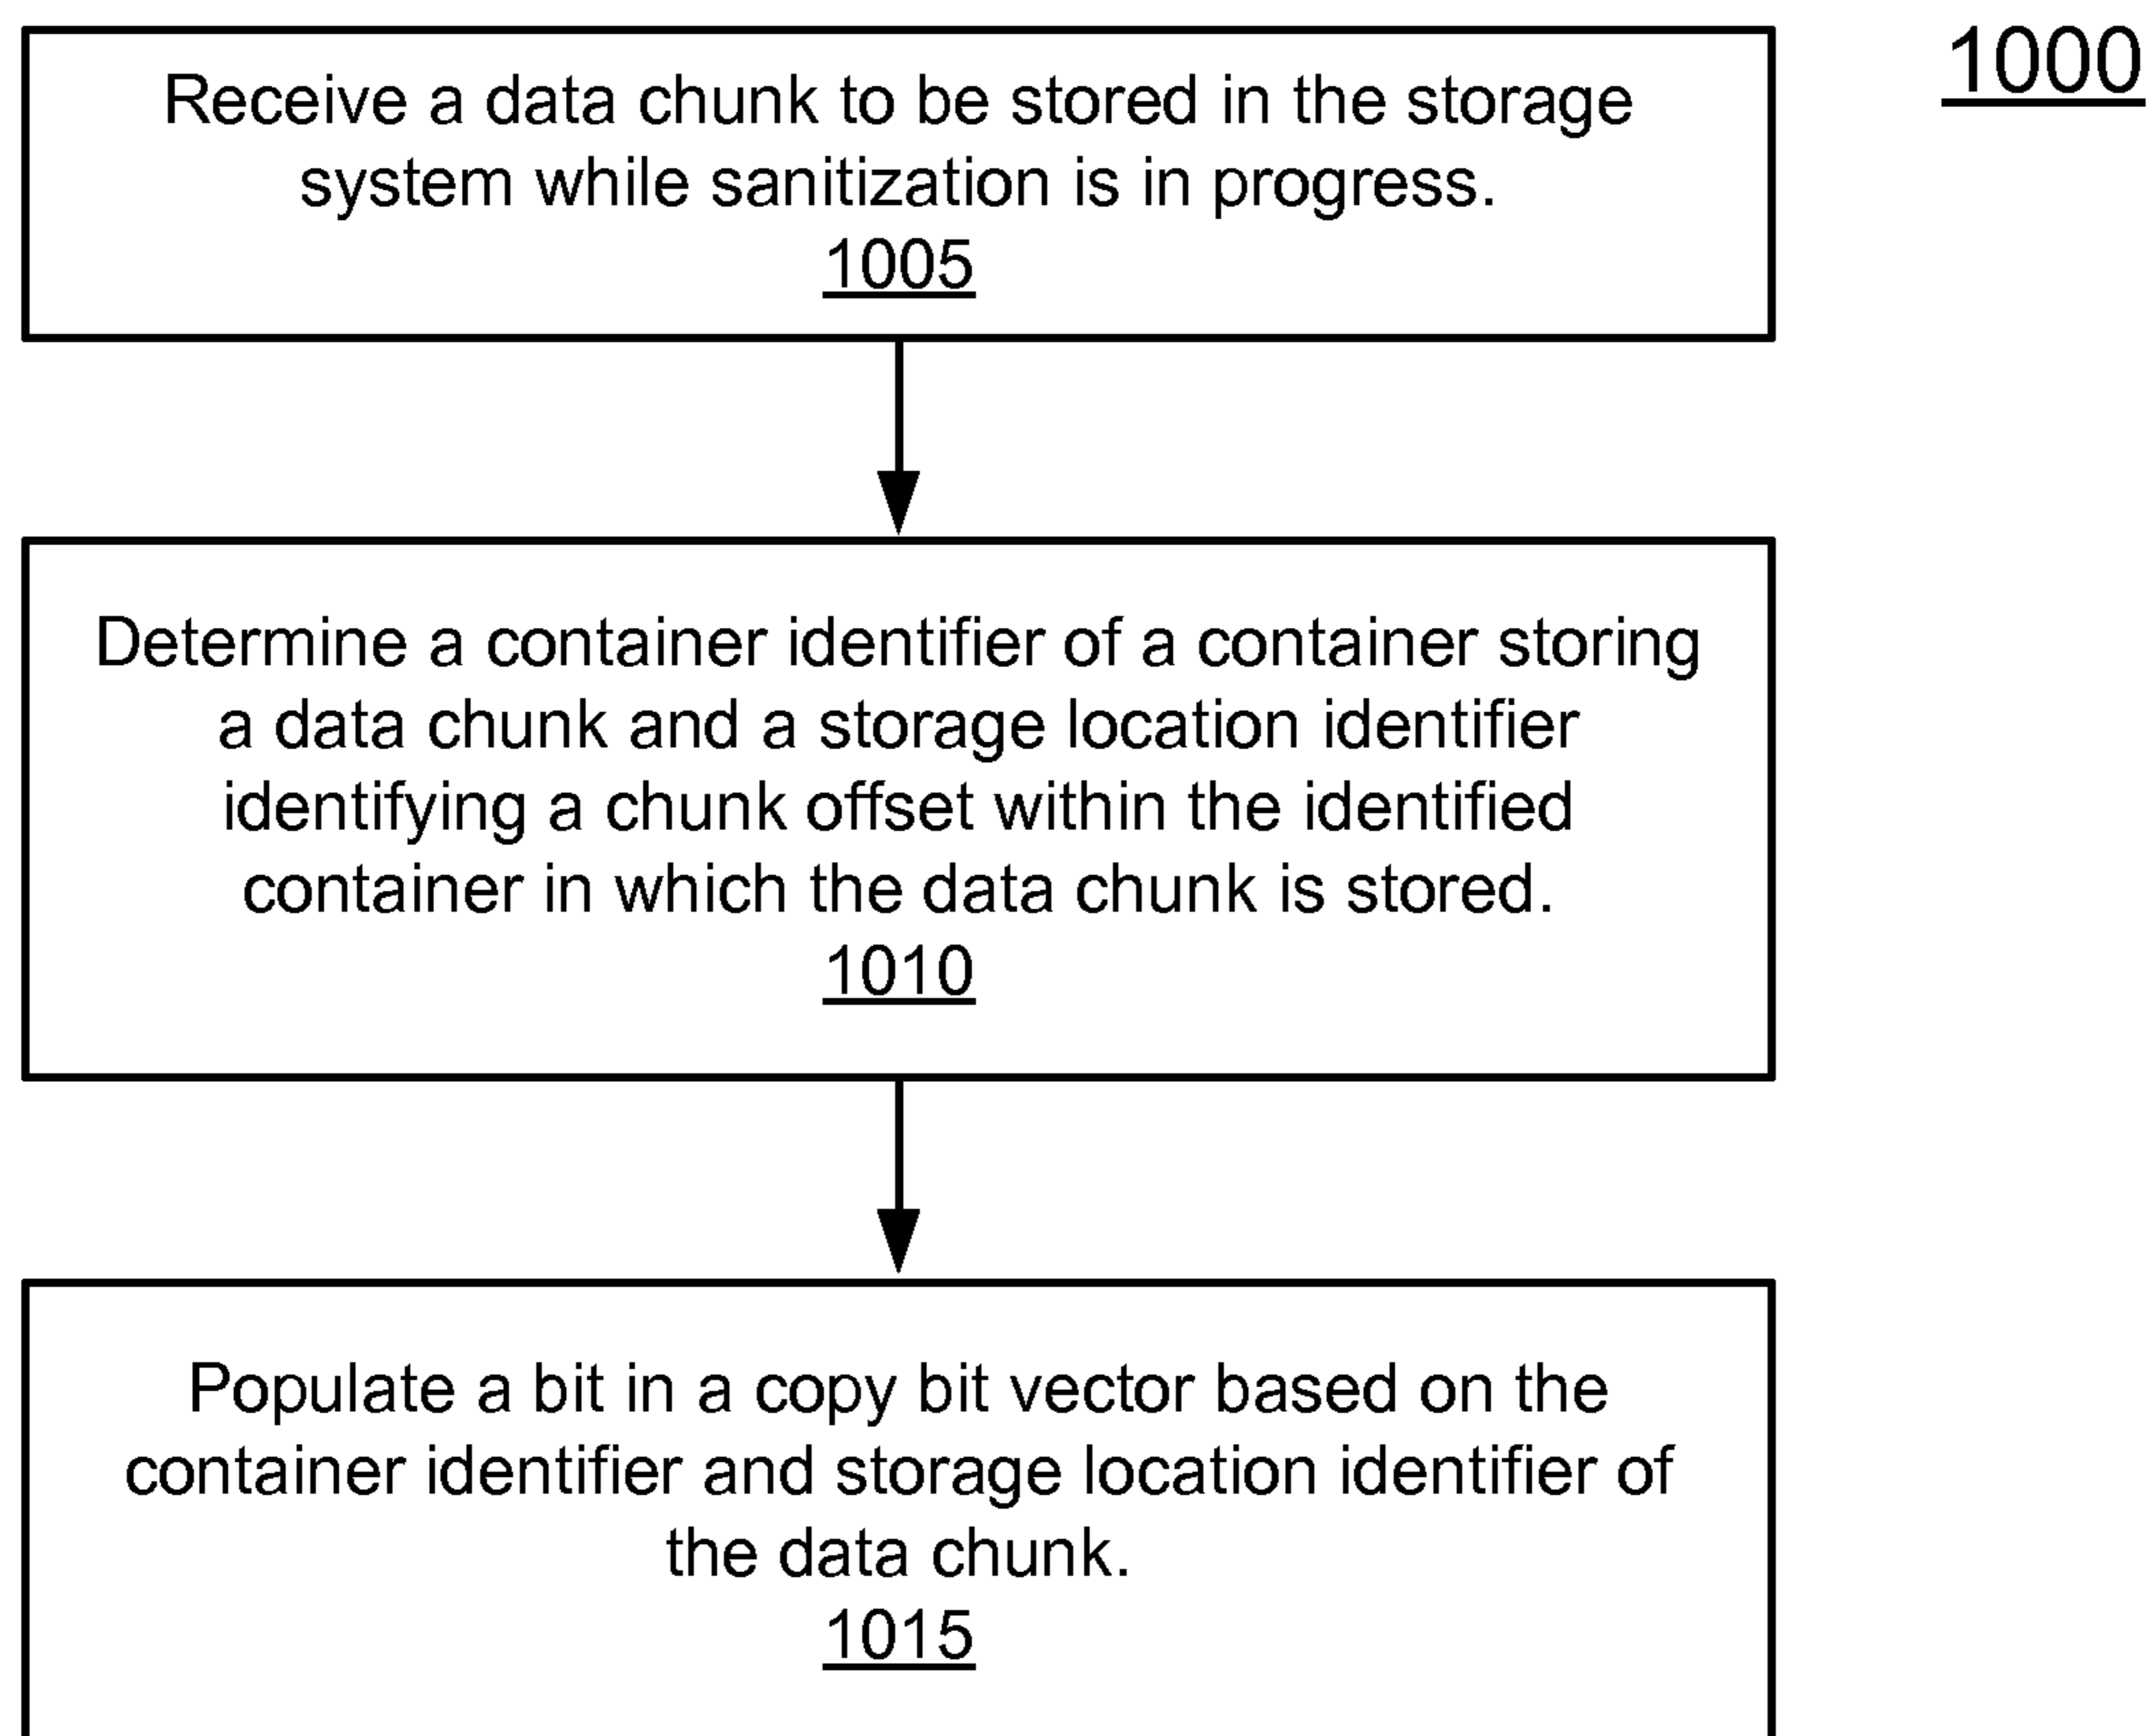 1000
Receive a data chunk to be stored in the storage
system while sanitization is in progress.
1005
Determine a container identifier of a container storing
a data chunk and a storage location identifier
identifying a chunk offset within the identified
container in which the data chunk is stored.
1010
Populate a bit in a copy bit vector based on the
container identifier and storage location identifier of
the data chunk.
1015